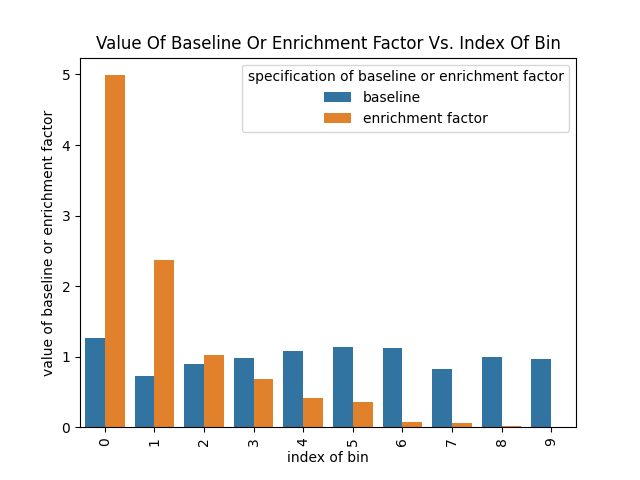 Value Of Baseline Or Enrichment Factor Vs. Index Of Bin
specification of baseline or enrichment factor
baseline
enrichment factor
value of baseline or enrichment factor
5
4
3
2
1
0
0 1 2 3 4 5 6 7 8 9
index of bin